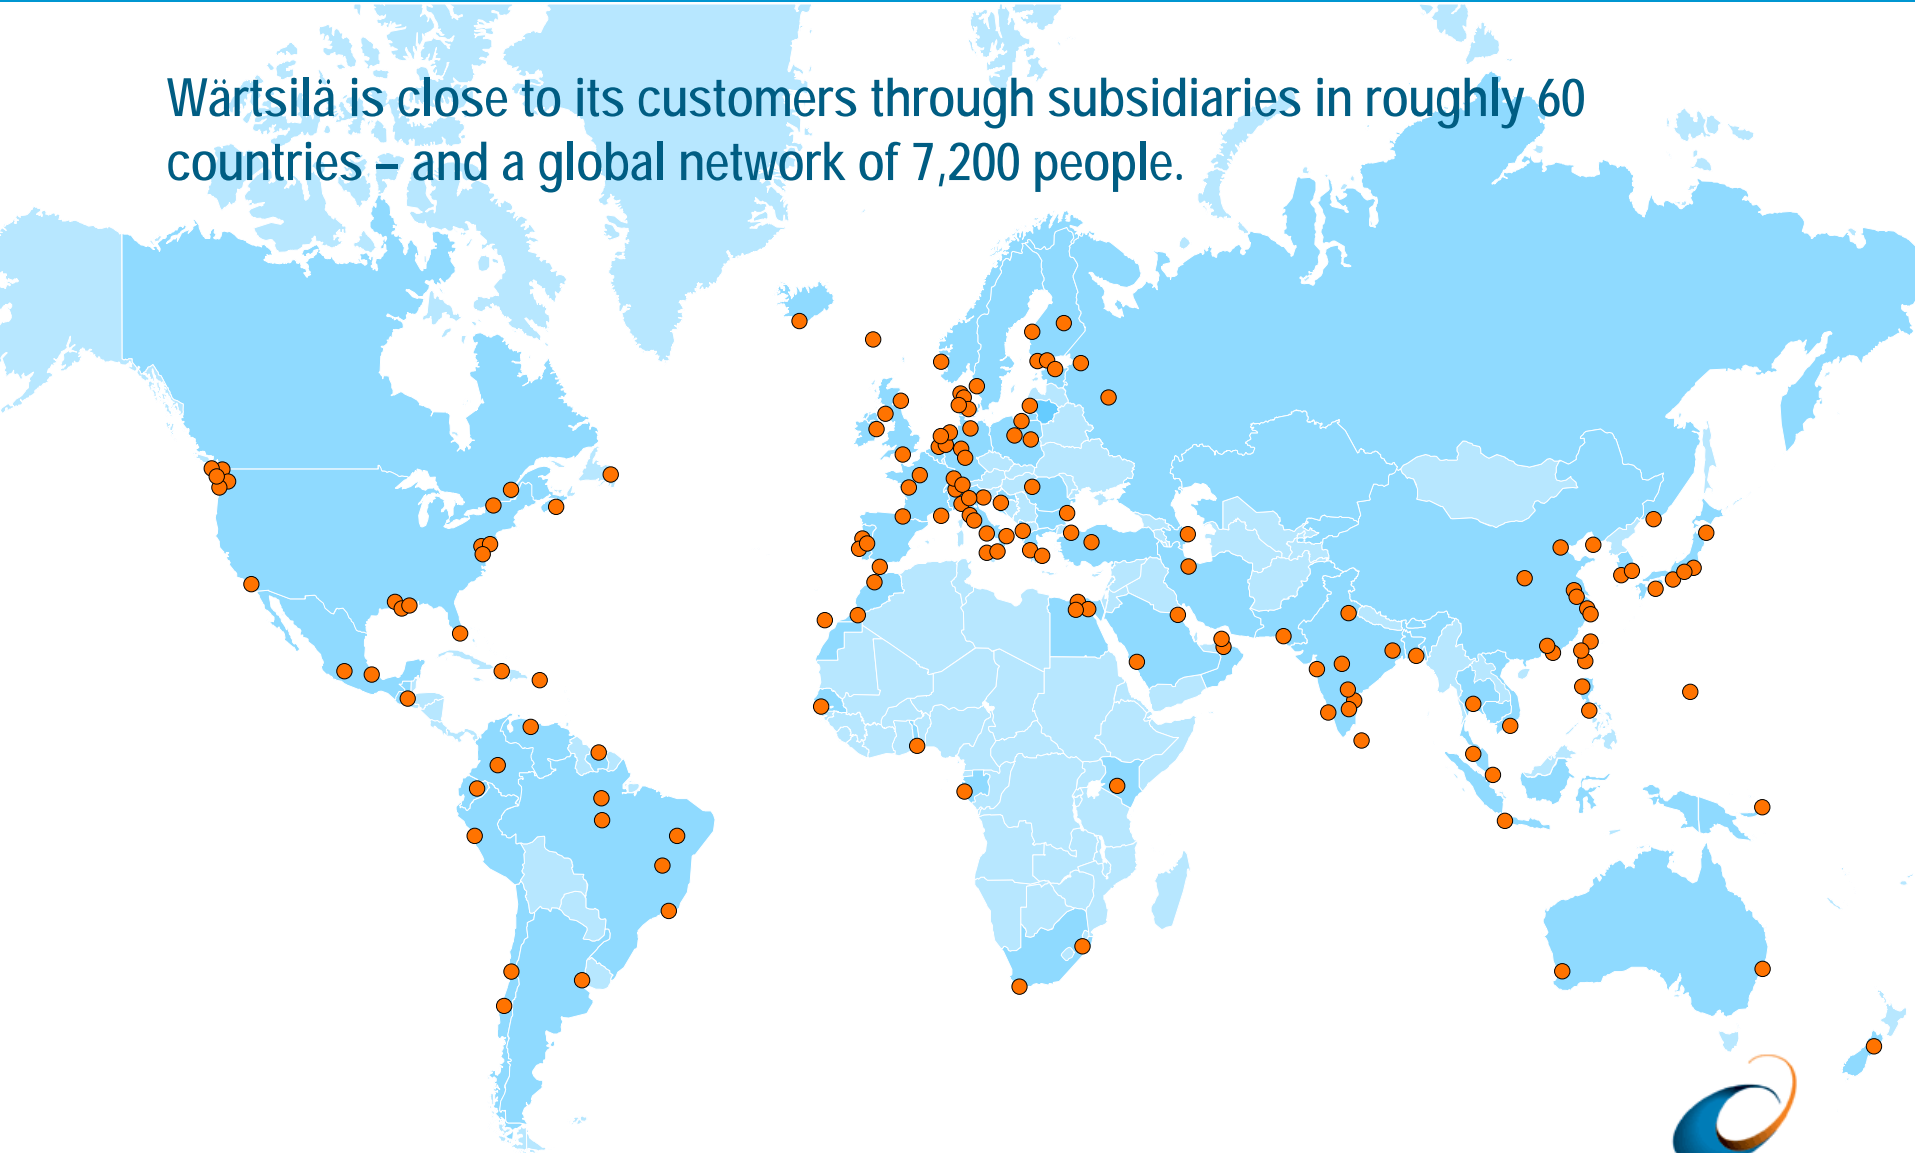 Wärtsilä is close to its customers through subsidiaries in roughly 60
countries – and a global network of 7,200 people.